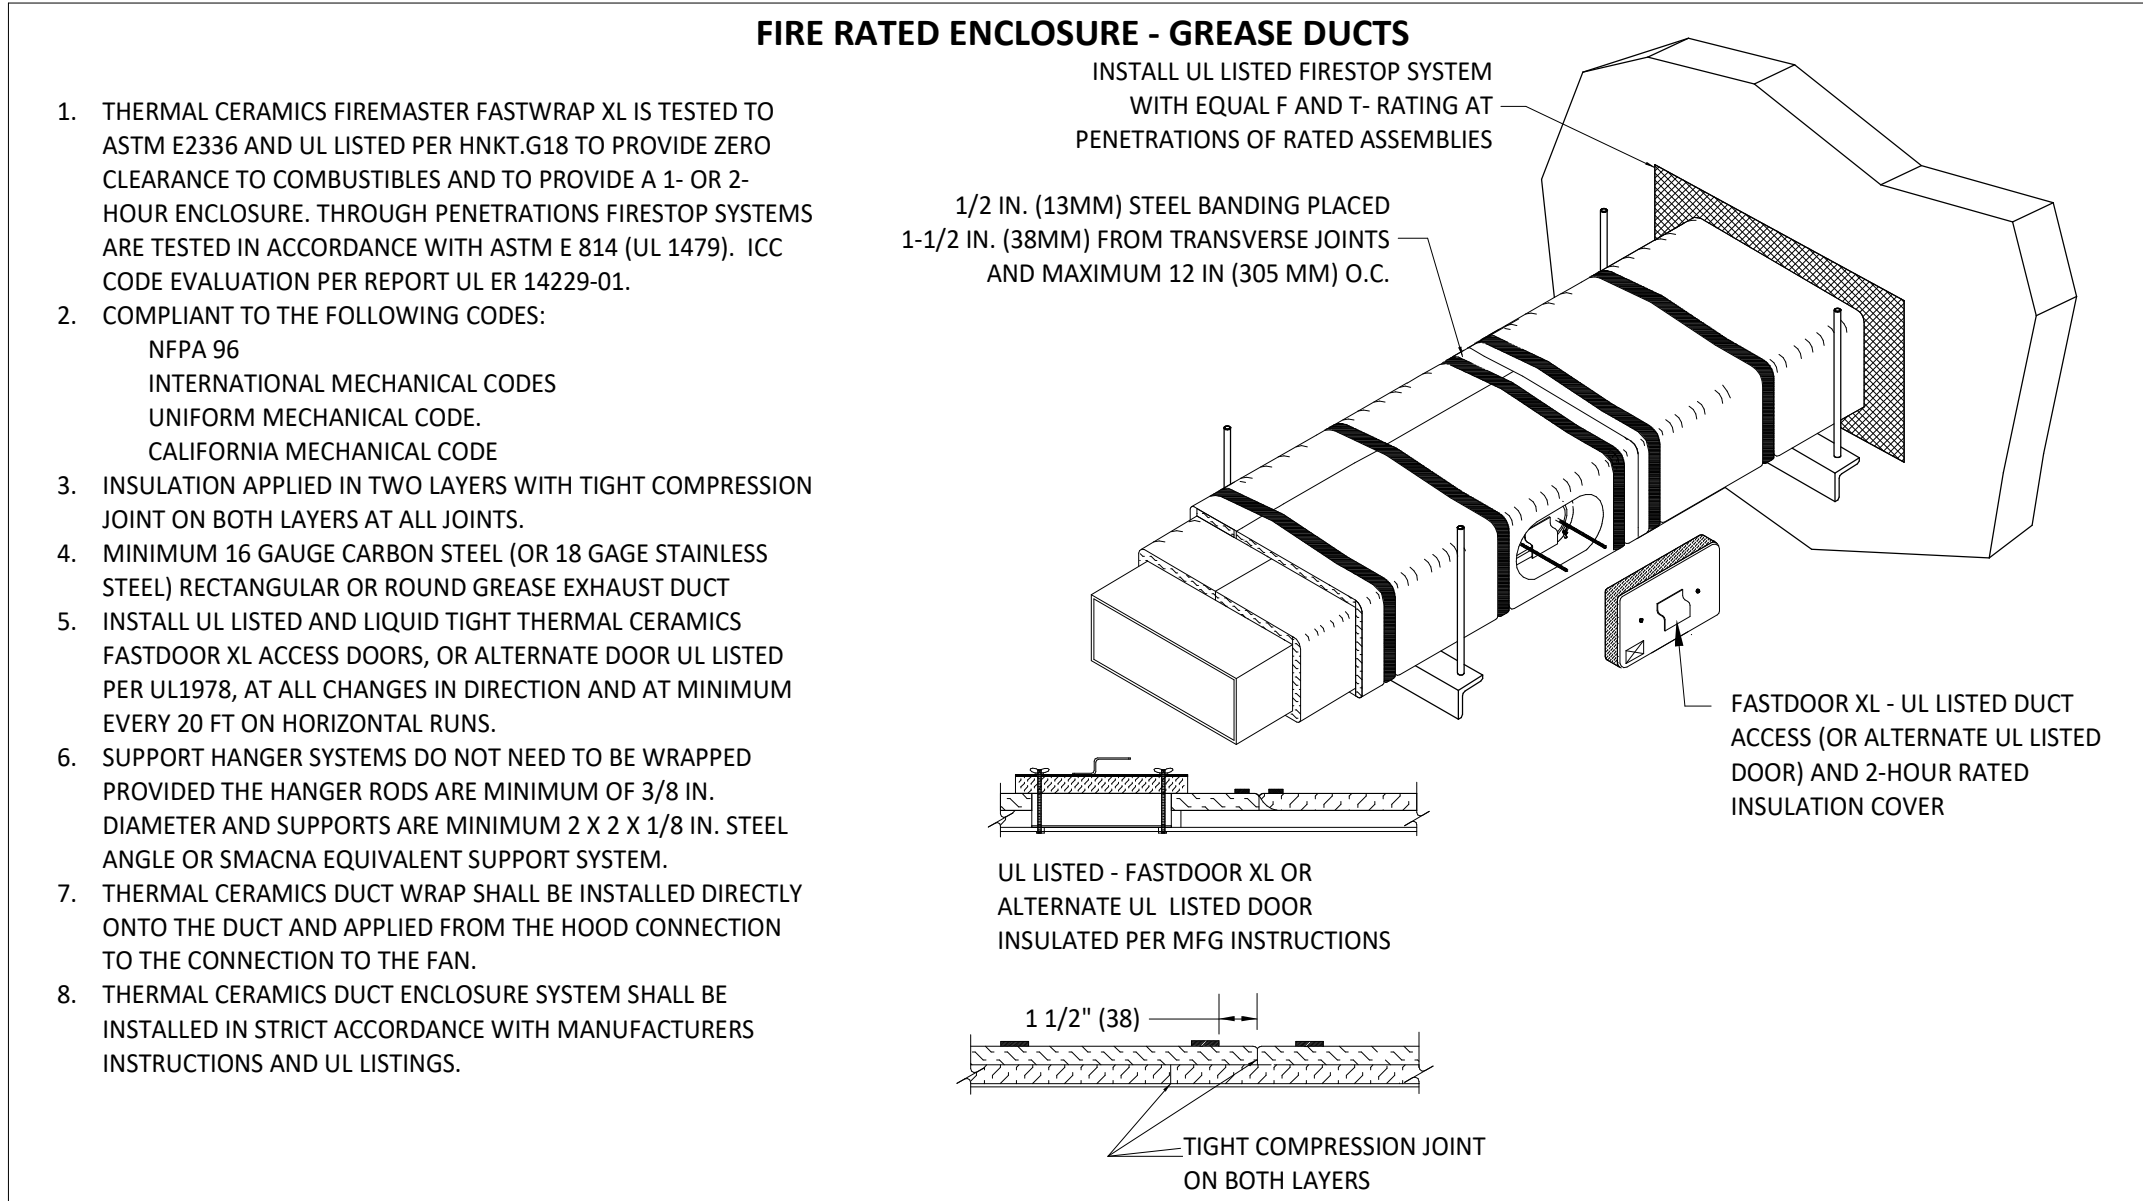 FIRE RATED ENCLOSURE - GREASE DUCTS
1. THERMAL CERAMICS FIREMASTER FASTWRAP XL IS TESTED TO
ASTM E2336 AND UL LISTED PER HNKT.G18 TO PROVIDE ZERO
CLEARANCE TO COMBUSTIBLES AND TO PROVIDE A 1- OR 2-
HOUR ENCLOSURE. THROUGH PENETRATIONS FIRESTOP SYSTEMS
ARE TESTED IN ACCORDANCE WITH ASTM E 814 (UL 1479).  ICC
CODE EVALUATION PER REPORT UL ER 14229-01.
2. COMPLIANT TO THE FOLLOWING CODES:
NFPA 96
INTERNATIONAL MECHANICAL CODES
UNIFORM MECHANICAL CODE.
CALIFORNIA MECHANICAL CODE
3. INSULATION APPLIED IN TWO LAYERS WITH TIGHT COMPRESSION
JOINT ON BOTH LAYERS AT ALL JOINTS.
4. MINIMUM 16 GAUGE CARBON STEEL (OR 18 GAGE STAINLESS
STEEL) RECTANGULAR OR ROUND GREASE EXHAUST DUCT
5. INSTALL UL LISTED AND LIQUID TIGHT THERMAL CERAMICS
FASTDOOR XL ACCESS DOORS, OR ALTERNATE DOOR UL LISTED
PER UL1978, AT ALL CHANGES IN DIRECTION AND AT MINIMUM
EVERY 20 FT ON HORIZONTAL RUNS.
6. SUPPORT HANGER SYSTEMS DO NOT NEED TO BE WRAPPED
PROVIDED THE HANGER RODS ARE MINIMUM OF 3/8 IN.
DIAMETER AND SUPPORTS ARE MINIMUM 2 X 2 X 1/8 IN. STEEL
ANGLE OR SMACNA EQUIVALENT SUPPORT SYSTEM.
7. THERMAL CERAMICS DUCT WRAP SHALL BE INSTALLED DIRECTLY
ONTO THE DUCT AND APPLIED FROM THE HOOD CONNECTION
TO THE CONNECTION TO THE FAN.
8. THERMAL CERAMICS DUCT ENCLOSURE SYSTEM SHALL BE
INSTALLED IN STRICT ACCORDANCE WITH MANUFACTURERS
INSTRUCTIONS AND UL LISTINGS.
INSTALL UL LISTED FIRESTOP SYSTEM
WITH EQUAL F AND T- RATING AT
PENETRATIONS OF RATED ASSEMBLIES
1/2 IN. (13MM) STEEL BANDING PLACED
1-1/2 IN. (38MM) FROM TRANSVERSE JOINTS
AND MAXIMUM 12 IN (305 MM) O.C.
FASTDOOR XL - UL LISTED DUCT
ACCESS (OR ALTERNATE UL LISTED
DOOR) AND 2-HOUR RATED
INSULATION COVER
UL LISTED - FASTDOOR XL OR
ALTERNATE UL  LISTED DOOR
INSULATED PER MFG INSTRUCTIONS
1 1/2" (38)
TIGHT COMPRESSION JOINT
ON BOTH LAYERS